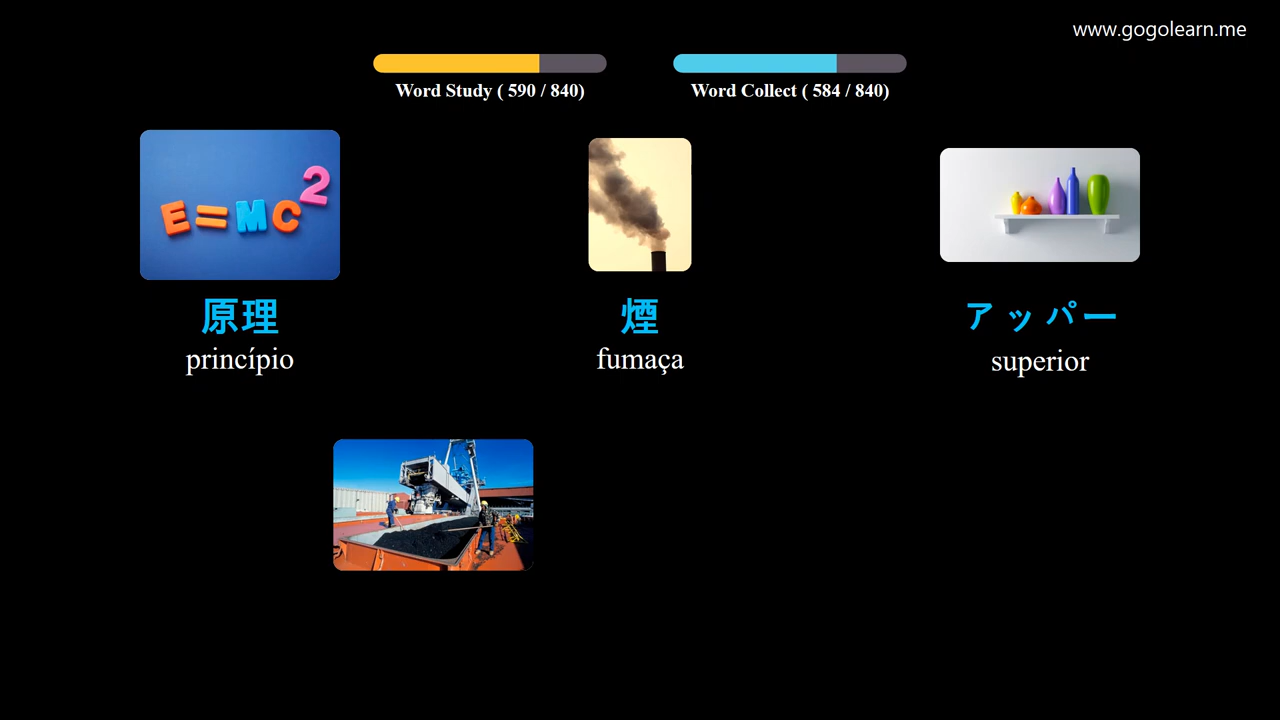 www.gogolearn.me
Word Study ( 590 / 840)
Word Collect ( 584 / 840)
E=MC2
原理
princípio
煙
fumaça
アッパー
superior